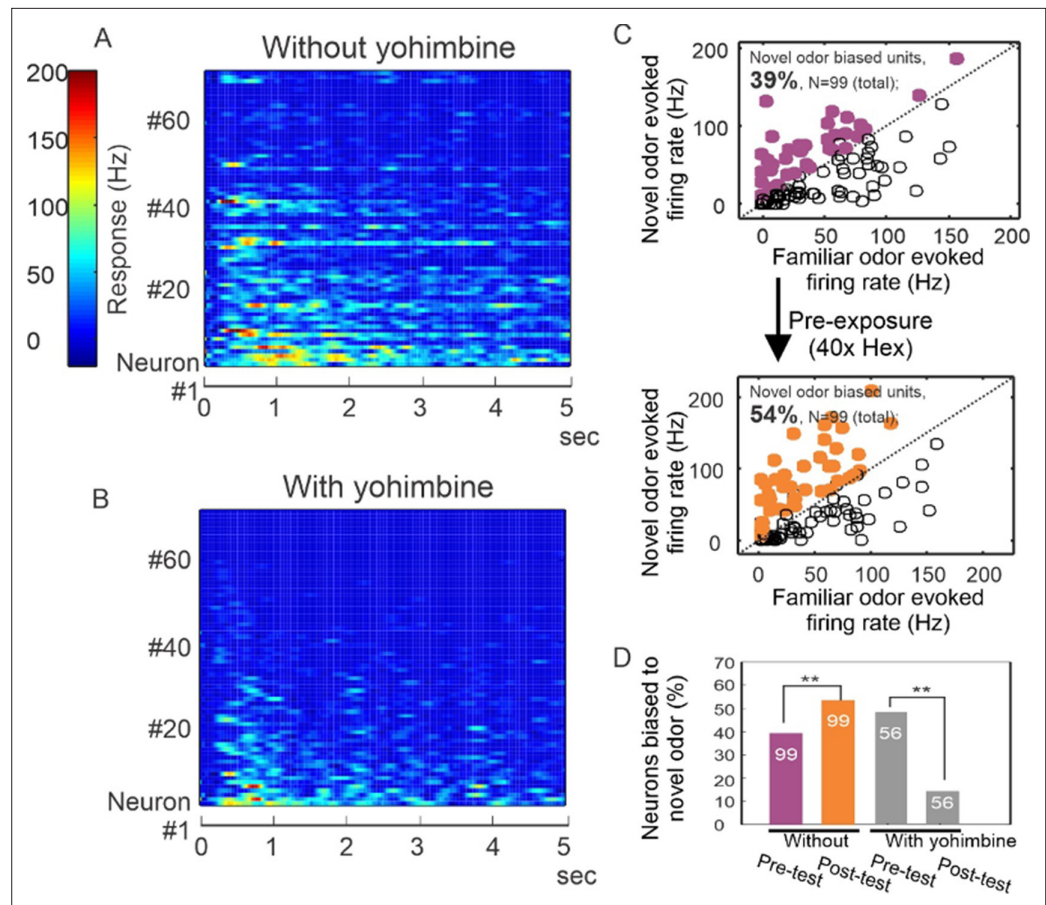 A
Without yohimbine
200
150
100
50
0
Response (Hz)
#60
#40
#20
Neuron
#1
0 1 2 3 4 5
sec
B
With yohimbine
#60
#40
#20
Neuron
#1
0 1 2 3 4 5
sec
C
Novel odor biased units,
39%, N=99 (total);
Novel odor evoked
firing rate (Hz)
200
100
0
0 50 100 150 200
Familiar odor evoked
firing rate (Hz)
Pre-exposure
(40x Hex)
Novel odor biased units,
54%, N=99 (total);
Novel odor evoked
firing rate (Hz)
200
100
0
0 50 100 150 200
Familiar odor evoked
firing rate (Hz)
D
Neurons biased to
novel odor (%)
70
60
50
40
30
20
10
0
** **
99 99 56 56
Without With yohimbine
Pre-test Post-test Pre-test Post-test